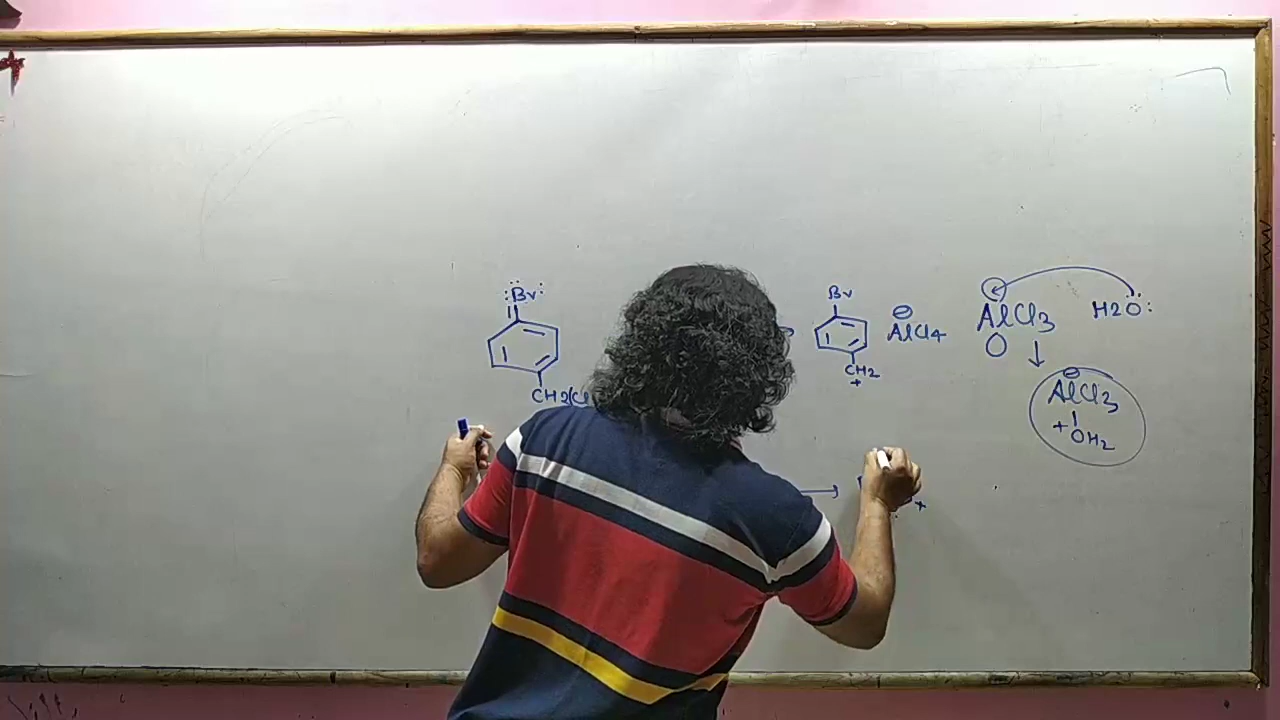 Br
CH2Cl
Br
CH2
+
⊖
AlCl4
AlCl3
H2O
↓
⊖
AlCl3
+OH2
→
+